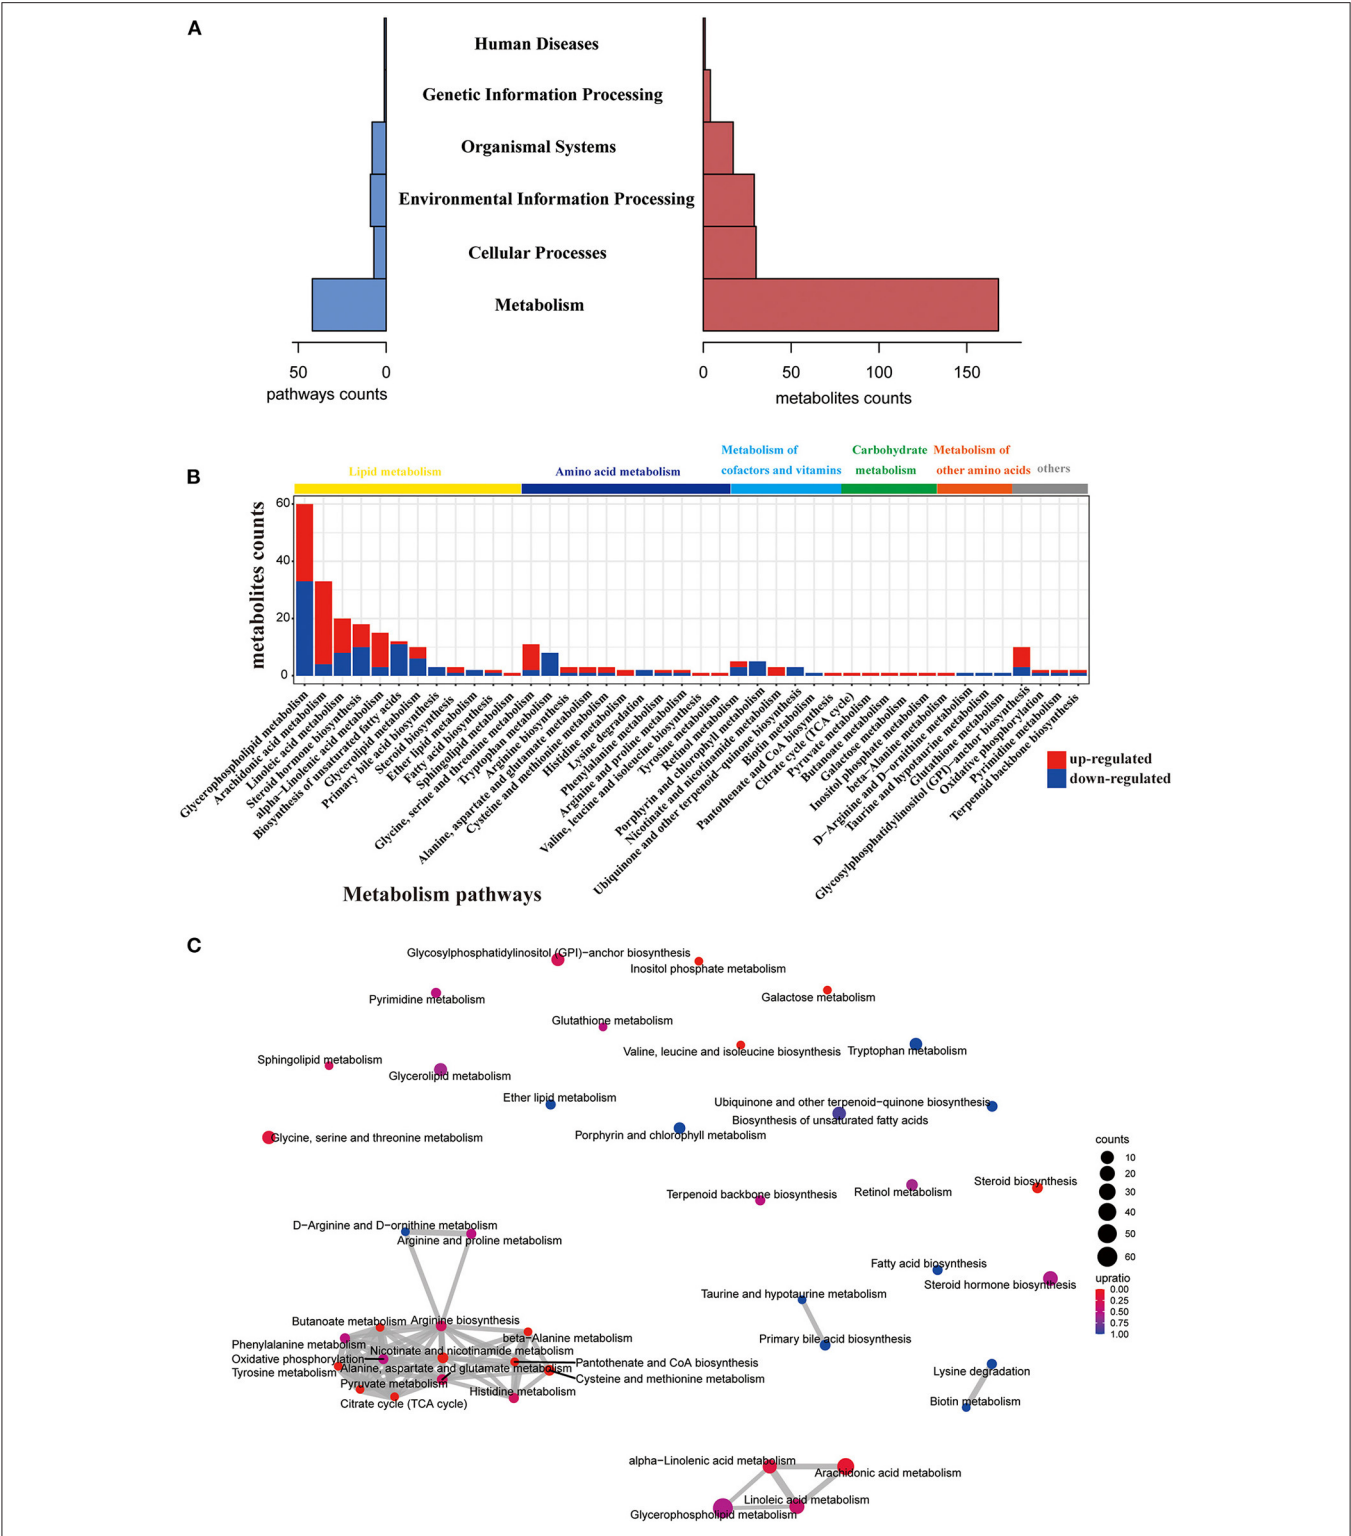 A
Human Diseases
Genetic Information Processing
Organismal Systems
Environmental Information Processing
Cellular Processes
Metabolism
50
0
pathways counts
0
50
100
150
metabolites counts
B
Lipid metabolism
Amino acid metabolism
Metabolism of
cofactors and vitamins
Carbohydrate
metabolism
Metabolism of
other amino acids
others
metabolites counts
60
40
20
0
Glycerophospholipid metabolism
Arachidonic acid metabolism
Linoleic acid metabolism
Steroid hormone biosynthesis
alpha−Linolenic acid metabolism
Biosynthesis of unsaturated fatty acids
Glycerolipid metabolism
Primary bile acid biosynthesis
Steroid biosynthesis
Ether lipid metabolism
Fatty acid biosynthesis
Sphingolipid metabolism
Glycine, serine and threonine metabolism
Tryptophan metabolism
Arginine biosynthesis
Alanine, aspartate and glutamate metabolism
Cysteine and methionine metabolism
Histidine metabolism
Lysine degradation
Phenylalanine metabolism
Arginine and proline metabolism
Valine, leucine and isoleucine biosynthesis
Tyrosine metabolism
Retinol metabolism
Porphyrin and chlorophyll metabolism
Nicotinate and nicotinamide metabolism
Ubiquinone and other terpenoid−quinone biosynthesis
Biotin metabolism
Pantothenate and CoA biosynthesis
Citrate cycle (TCA cycle)
Pyruvate metabolism
Butanoate metabolism
Galactose metabolism
Inositol phosphate metabolism
beta−Alanine metabolism
D−Arginine and D−ornithine metabolism
Taurine and hypotaurine metabolism
Glutathione metabolism
Glycosylphosphatidylinositol (GPI)−anchor biosynthesis
Oxidative phosphorylation
Pyrimidine metabolism
Terpenoid backbone biosynthesis
up-regulated
down-regulated
Metabolism pathways
C
Glycosylphosphatidylinositol (GPI)−anchor biosynthesis
Inositol phosphate metabolism
Pyrimidine metabolism
Galactose metabolism
Glutathione metabolism
Valine, leucine and isoleucine biosynthesis
Tryptophan metabolism
Sphingolipid metabolism
Glycerolipid metabolism
Ether lipid metabolism
Ubiquinone and other terpenoid−quinone biosynthesis
Biosynthesis of unsaturated fatty acids
Porphyrin and chlorophyll metabolism
Glycine, serine and threonine metabolism
Steroid biosynthesis
Terpenoid backbone biosynthesis
Retinol metabolism
D−Arginine and D−ornithine metabolism
Arginine and proline metabolism
Fatty acid biosynthesis
Steroid hormone biosynthesis
Taurine and hypotaurine metabolism
Butanoate metabolism
Arginine biosynthesis
beta−Alanine metabolism
Primary bile acid biosynthesis
Phenylalanine metabolism
Nicotinate and nicotinamide metabolism
Oxidative phosphorylation
Pantothenate and CoA biosynthesis
Tyrosine metabolism
Alanine, aspartate and glutamate metabolism
Cysteine and methionine metabolism
Lysine degradation
Pyruvate metabolism
Histidine metabolism
Citrate cycle (TCA cycle)
Biotin metabolism
alpha−Linolenic acid metabolism
Arachidonic acid metabolism
Linoleic acid metabolism
Glycerophospholipid metabolism
counts
10
20
30
40
50
60
upratio
0.00
0.25
0.50
0.75
1.00